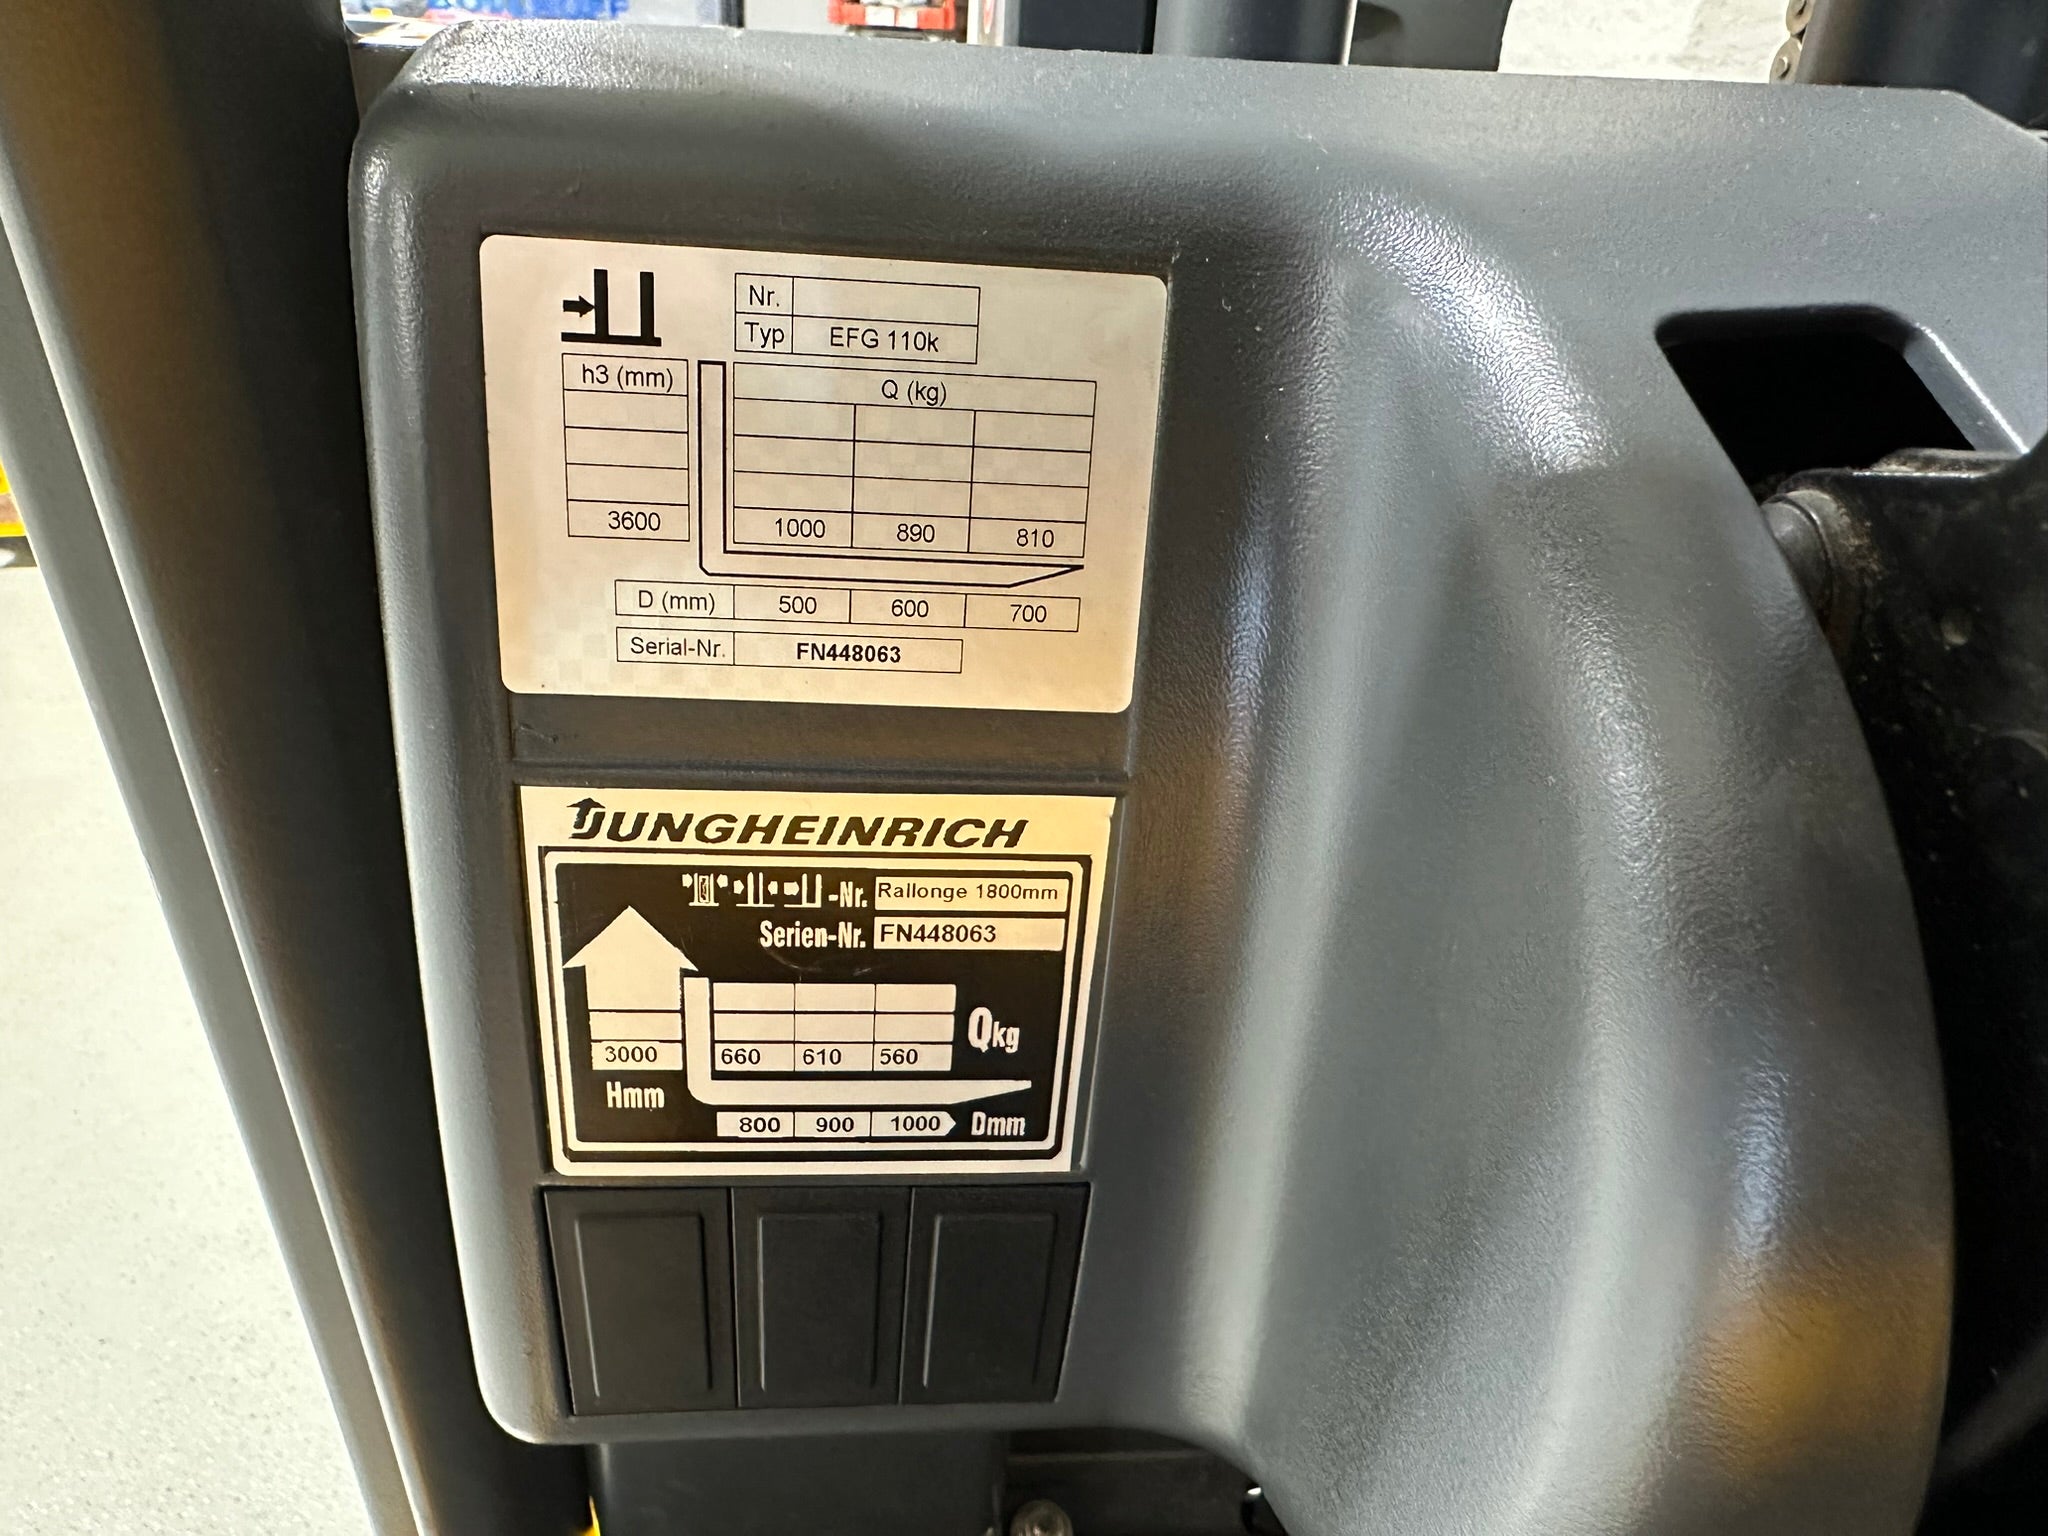 Nr.
Typ EFG 110k
h3 (mm) Q (kg)
3600 1000 890 810
D (mm) 500 600 700
Serial-Nr. FN448063
JUNGHEINRICH
-Nr. Rallonge 1800mm
Serien-Nr. FN448063
Qkg
3000 660 610 560
Hmm
800 900 1000 Dmm